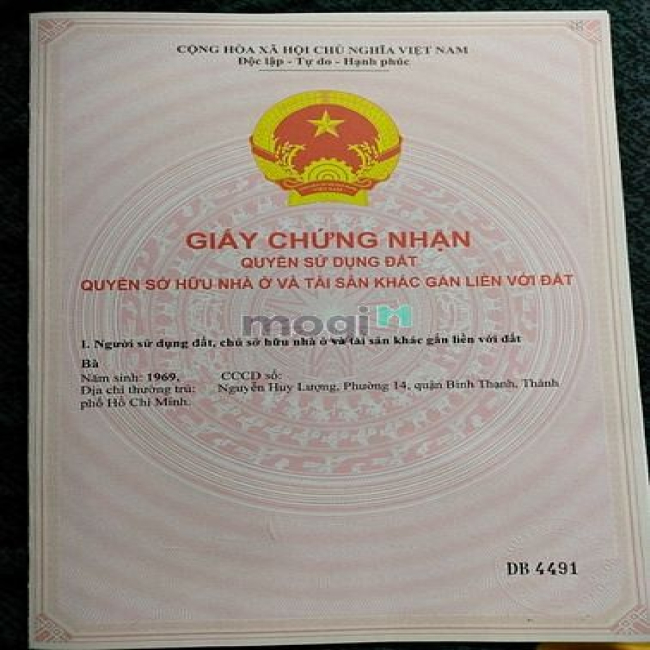 CỘNG HÒA XÃ HỘI CHỦ NGHĨA VIỆT NAM
Độc lập - Tự do - Hạnh phúc
GIẤY CHỨNG NHẬN
QUYỀN SỬ DỤNG ĐẤT
QUYỀN SỞ HỮU NHÀ Ở VÀ TÀI SẢN KHÁC GẮN LIỀN VỚI ĐẤT
mogi
I. Người sử dụng đất, chủ sở hữu nhà ở và tài sản khác gắn liền với đất
Bà
Năm sinh: 1969, CCCD số:
Địa chỉ thường trú: Nguyễn Huy Lượng, Phường 14, quận Bình Thạnh, Thành
phố Hồ Chí Minh.
DB 4491